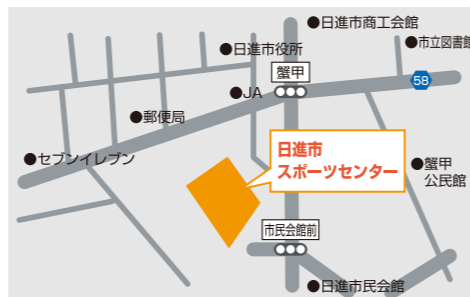 ●日進市商工会館
●日進市役所
●市立図書館
蟹甲
58
●JA
●郵便局
●セブンイレブン
日進市
スポーツセンター
●蟹甲
公民館
市民会館前
●日進市民会館